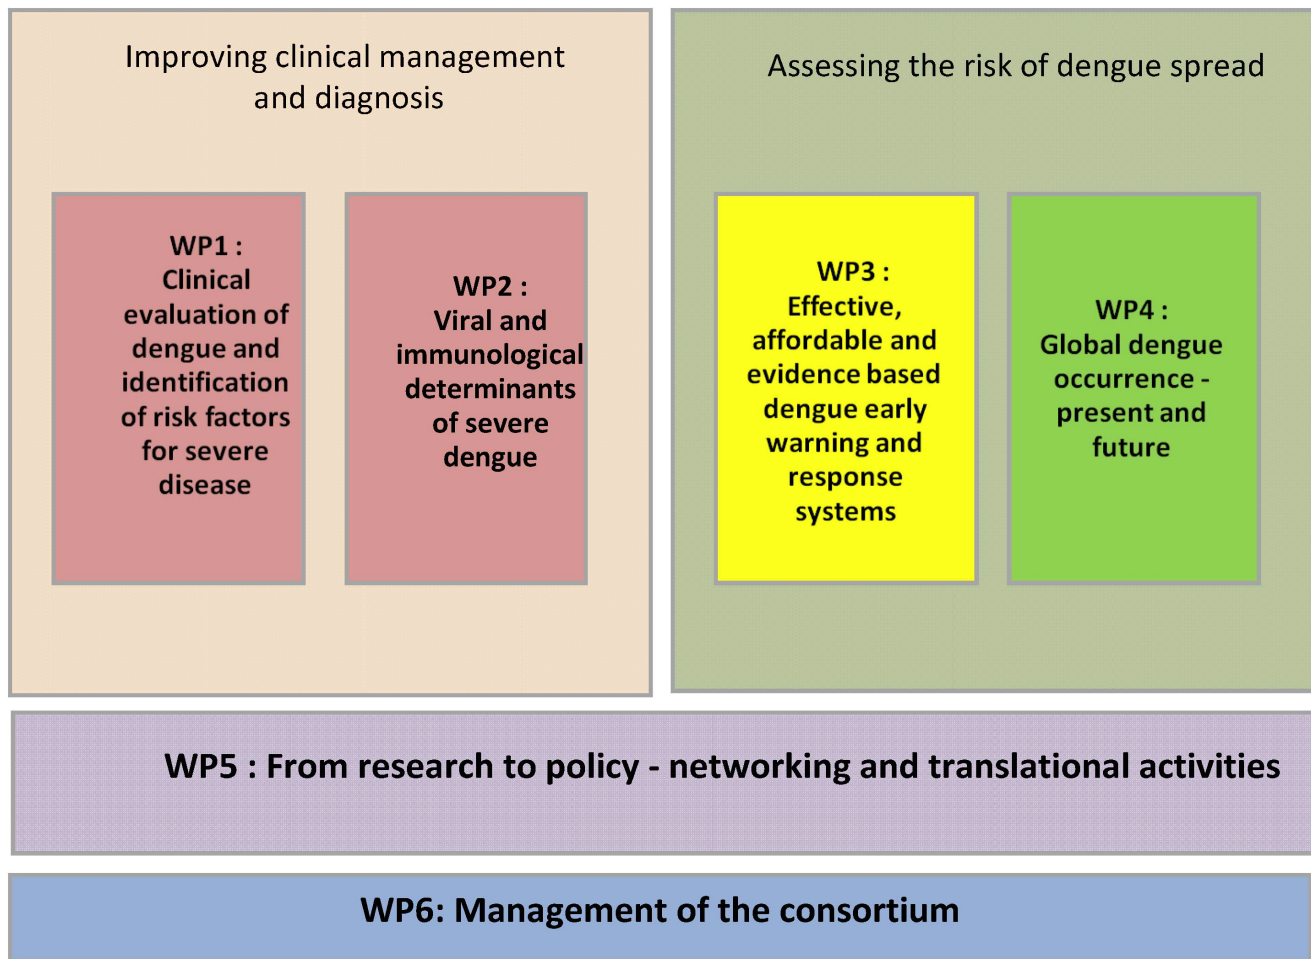 Improving clinical management
and diagnosis
Assessing the risk of dengue spread
WP1 :
Clinical
evaluation of
dengue and
identification
of risk factors
for severe
disease
WP2 :
Viral and
immunological
determinants
of severe
dengue
WP3 :
Effective,
affordable and
evidence based
dengue early
warning and
response
systems
WP4 :
Global dengue
occurrence -
present and
future
WP5 : From research to policy - networking and translational activities
WP6: Management of the consortium